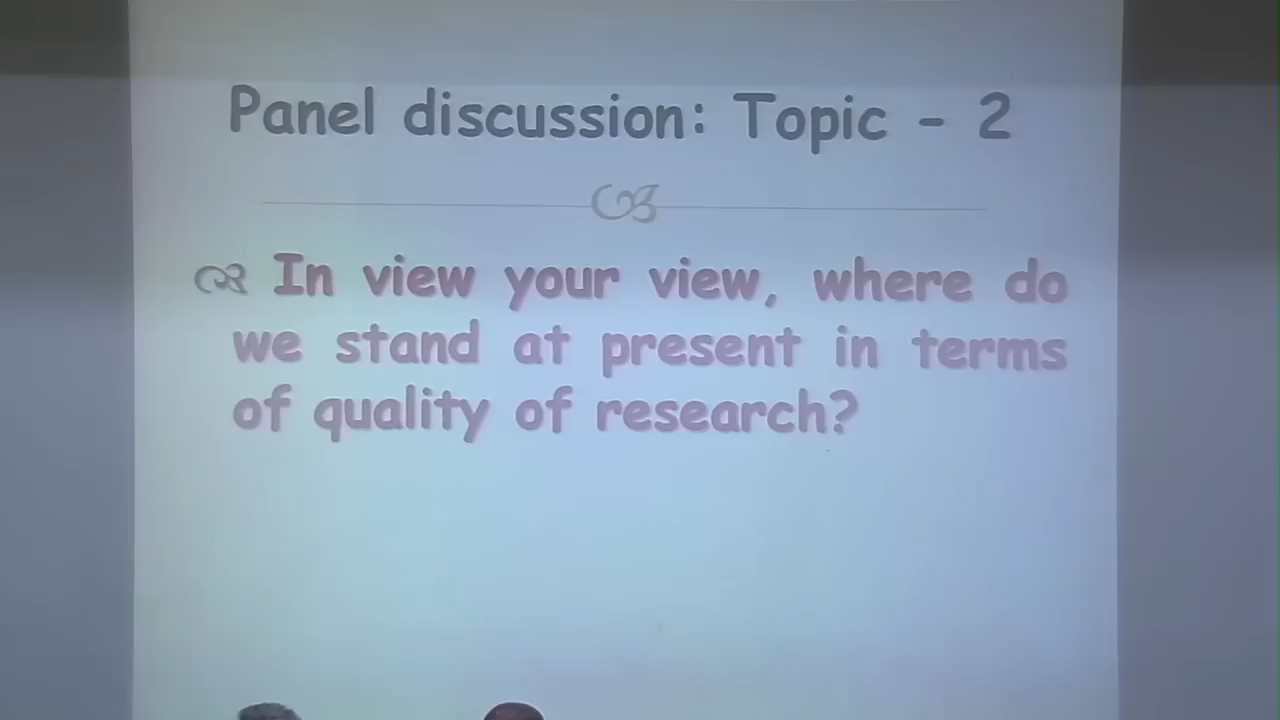 Panel discussion: Topic - 2
In view your view, where do
we stand at present in terms
of quality of research?